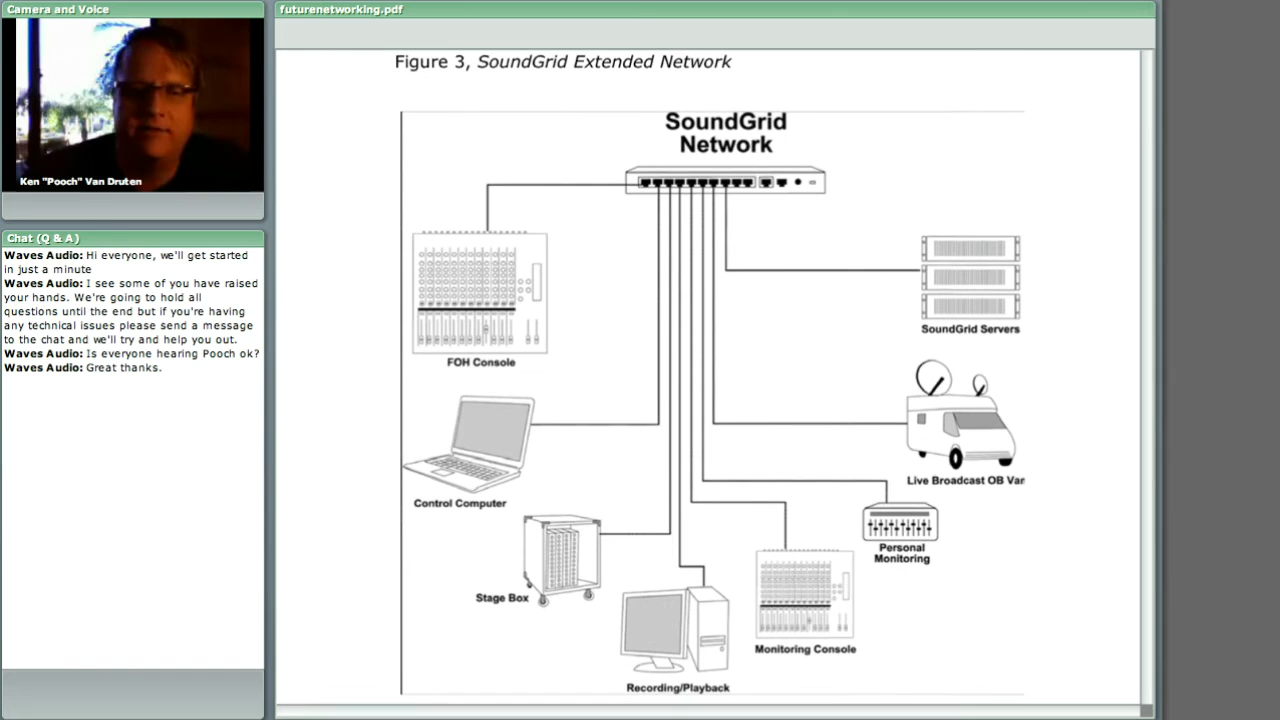 Camera and Voice
Ken "Pooch" Van Druten
Chat (Q & A)
Waves Audio: Hi everyone, we'll get started
in just a minute
Waves Audio: I see some of you have raised
your hands. We're going to hold all
questions until the end but if you're having
any technical issues please send a message
to the chat and we'll try and help you out.
Waves Audio: Is everyone hearing Pooch ok?
Waves Audio: Great thanks.
futurenetworking.pdf
Figure 3, SoundGrid Extended Network
SoundGrid
Network
FOH Console
SoundGrid Servers
Control Computer
Live Broadcast OB Van
Stage Box
Personal
Monitoring
Monitoring Console
Recording/Playback